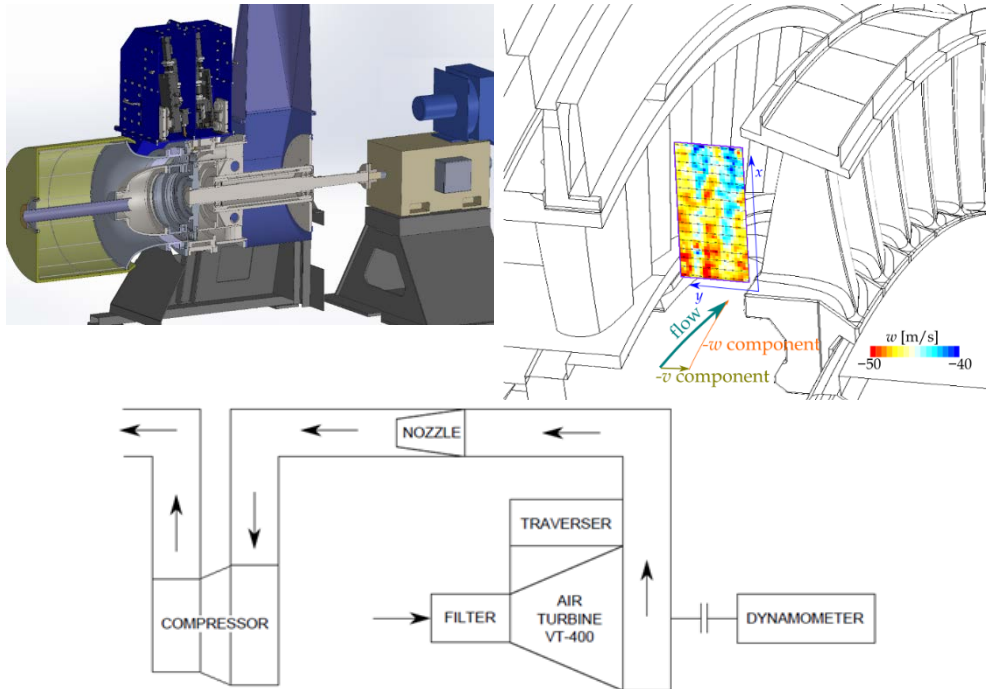 x
y
flow
-w component
-v component
w [m/s]
−50 −40
NOZZLE
TRAVERSER
COMPRESSOR
FILTER
AIR
TURBINE
VT-400
DYNAMOMETER